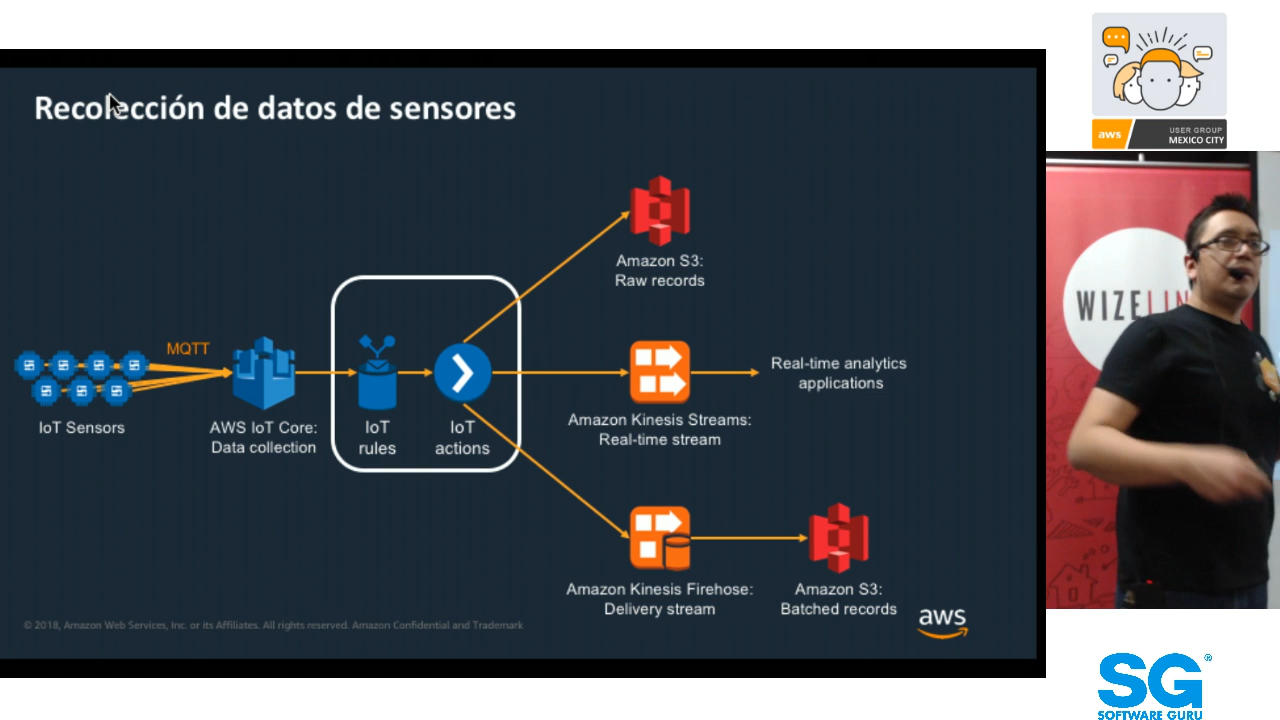 Recolección de datos de sensores
MQTT
IoT Sensors
AWS IoT Core:
Data collection
IoT
rules
IoT
actions
Amazon S3:
Raw records
Amazon Kinesis Streams:
Real-time stream
Real-time analytics
applications
Amazon Kinesis Firehose:
Delivery stream
Amazon S3:
Batched records
© 2018, Amazon Web Services, Inc. or its Affiliates. All rights reserved. Amazon Confidential and Trademark
aws
aws
USER GROUP
MEXICO CITY
WIZELIN
SG®
SOFTWARE GURU